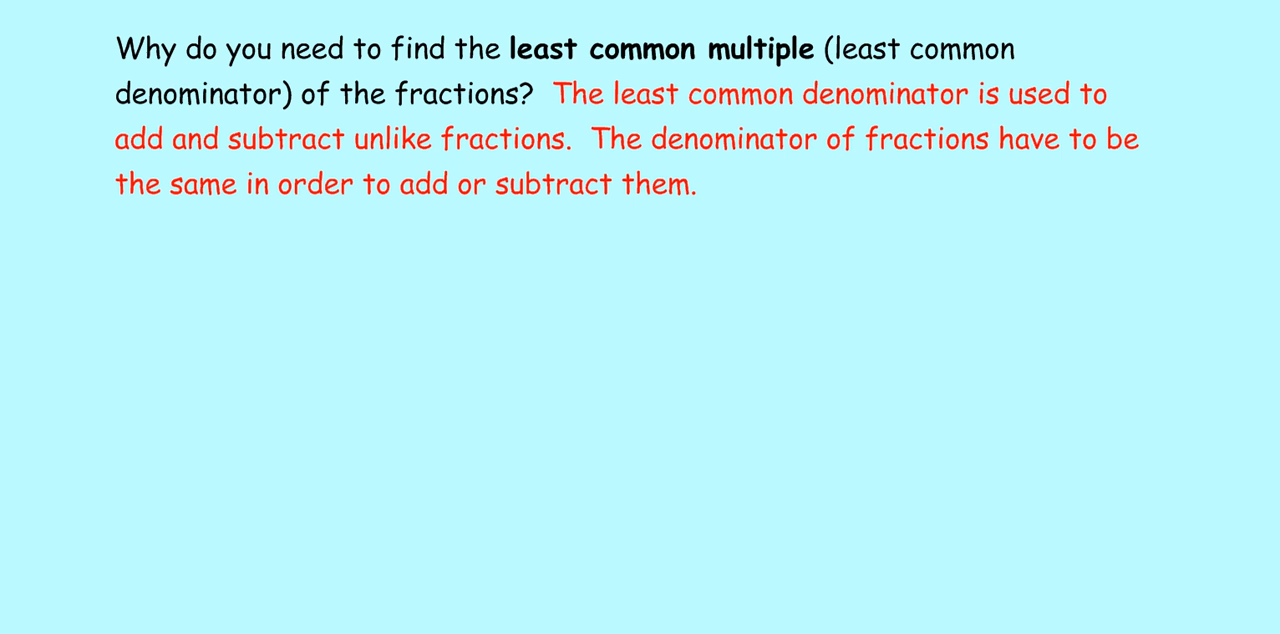 Why do you need to find the least common multiple (least common
denominator) of the fractions?  The least common denominator is used to
add and subtract unlike fractions.  The denominator of fractions have to be
the same in order to add or subtract them.